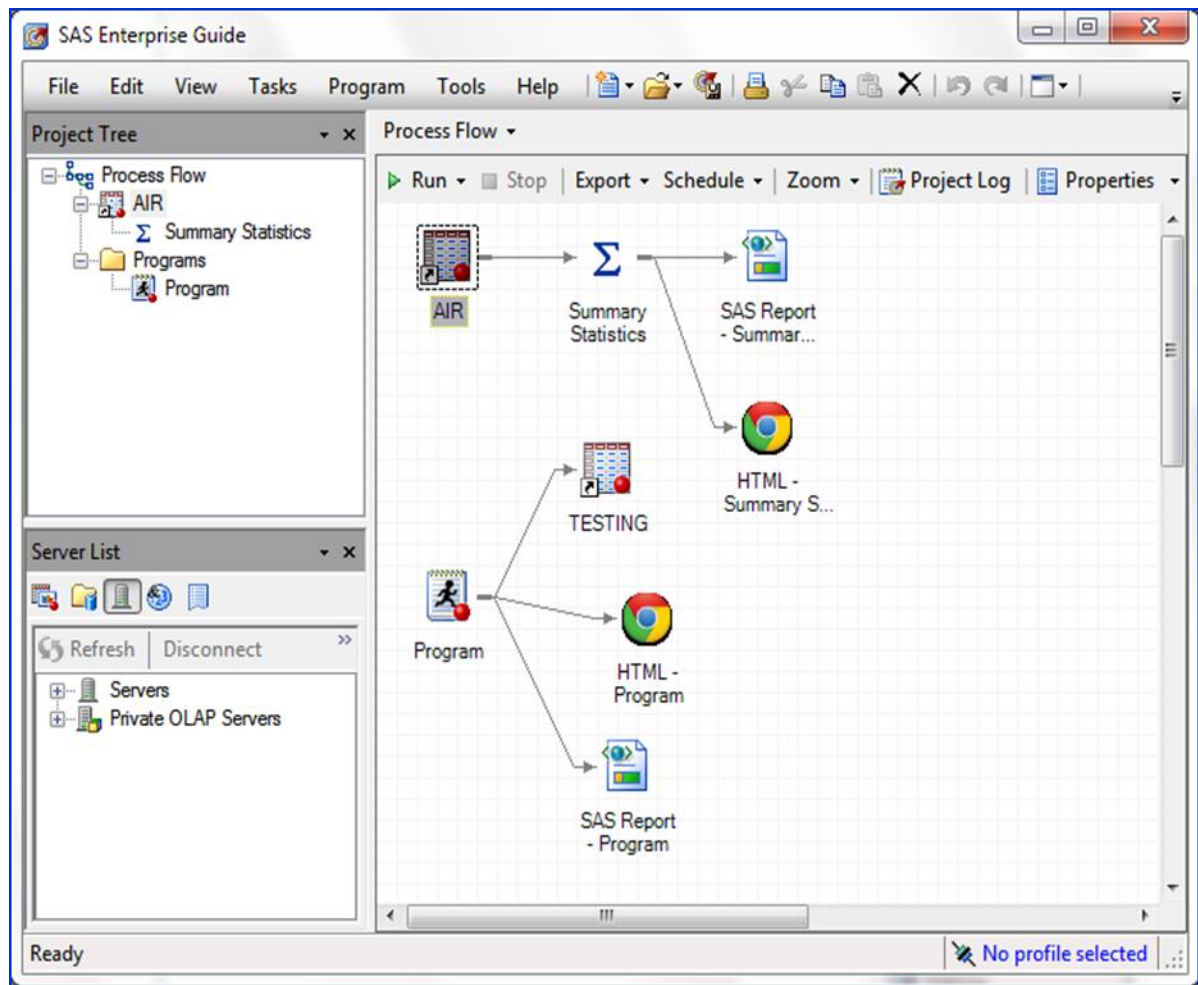 SAS Enterprise Guide
File Edit View Tasks Program Tools Help
Project Tree
Process Flow
AIR
Summary Statistics
Programs
Program
Server List
Refresh Disconnect »
Servers
Private OLAP Servers
Process Flow
Run Stop Export Schedule Zoom Project Log Properties
AIR
Summary
Statistics
SAS Report
- Summar...
HTML -
Summary S...
TESTING
Program
HTML -
Program
SAS Report
- Program
Ready
No profile selected